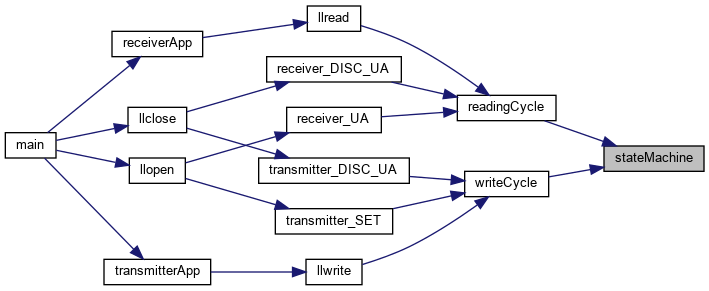 llread
receiverApp
receiver_DISC_UA
readingCycle
llclose
receiver_UA
main
stateMachine
llopen
transmitter_DISC_UA
writeCycle
transmitter_SET
transmitterApp
llwrite